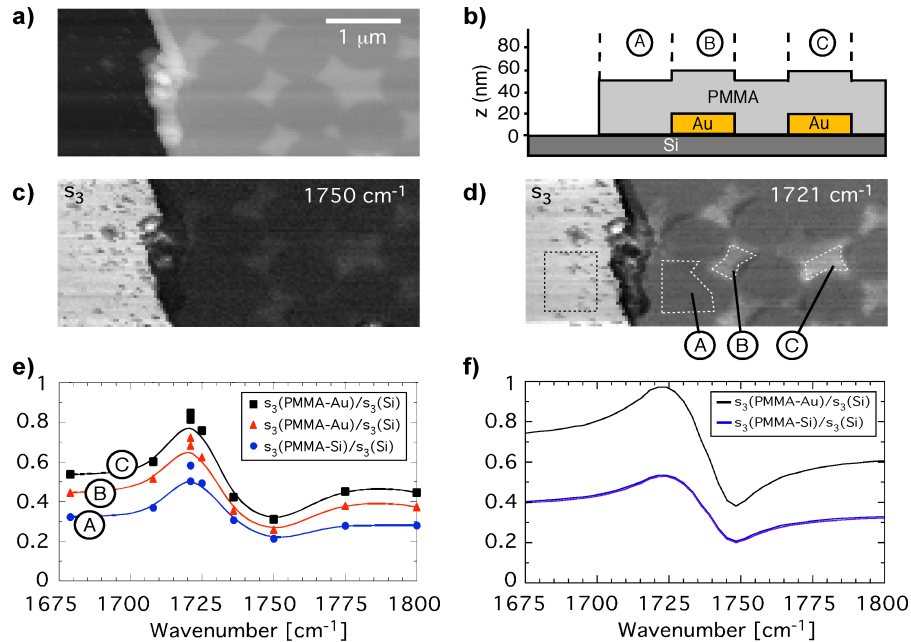 a)
1 μm
b)
A
B
C
z (nm)
80
60
40
20
0
PMMA
Au
Au
Si
c)
s₃
1750 cm⁻¹
d)
s₃
1721 cm⁻¹
A
B
C
e)
1
0.8
0.6
0.4
0.2
0
s₃(PMMA-Au)/s₃(Si)
s₃(PMMA-Au)/s₃(Si)
s₃(PMMA-Si)/s₃(Si)
C
B
A
1675
1700
1725
1750
1775
1800
Wavenumber [cm⁻¹]
f)
1
0.8
0.6
0.4
0.2
0
s₃(PMMA-Au)/s₃(Si)
s₃(PMMA-Si)/s₃(Si)
1675
1700
1725
1750
1775
1800
Wavenumber [cm⁻¹]